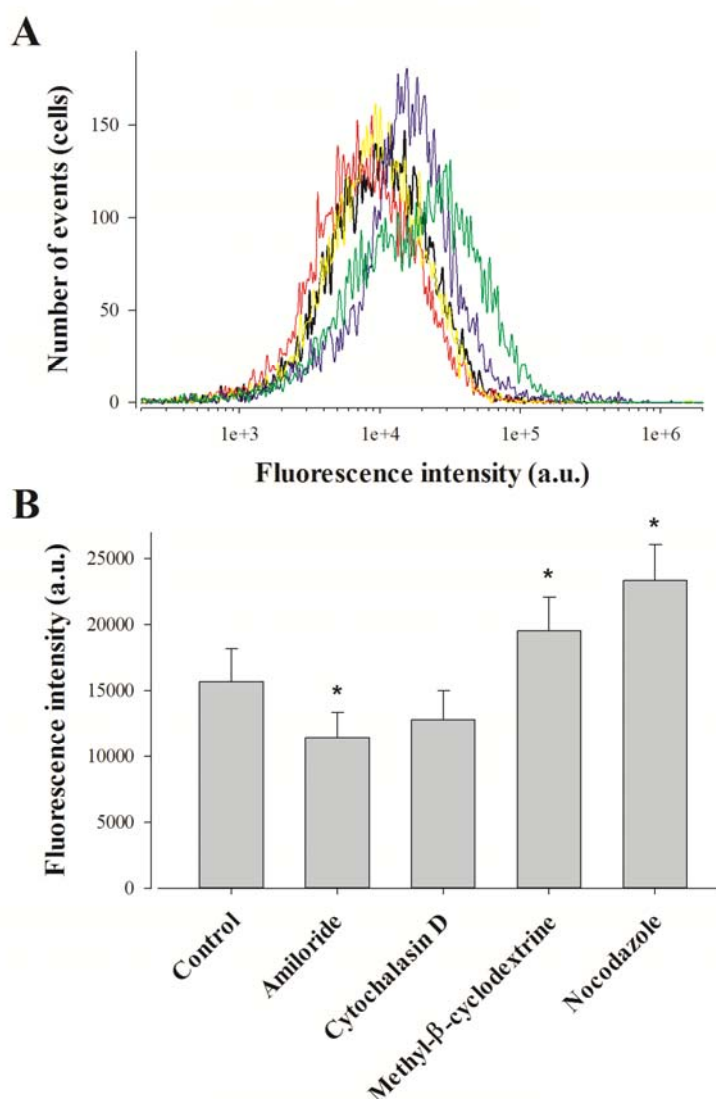 A
Number of events (cells)
150
100
50
0
1e+3 1e+4 1e+5 1e+6
Fluorescence intensity (a.u.)
B
Fluorescence intensity (a.u.)
25000
20000
15000
10000
5000
0
* * *
Control
Amiloride
Cytochalasin D
Methyl-β-cyclodextrine
Nocodazole